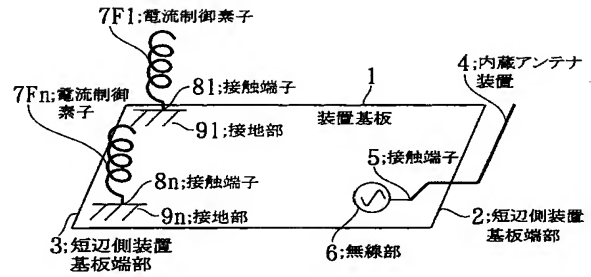 7F1;電流制御素子
7Fn;電流制御
素子
81;接触端子
91;接地部
1
装置基板
4;内蔵アンテナ
装置
5;接触端子
8n;接触端子
9n;接地部
3;短辺側装置
基板端部
6;無線部
2;短辺側装置
基板端部